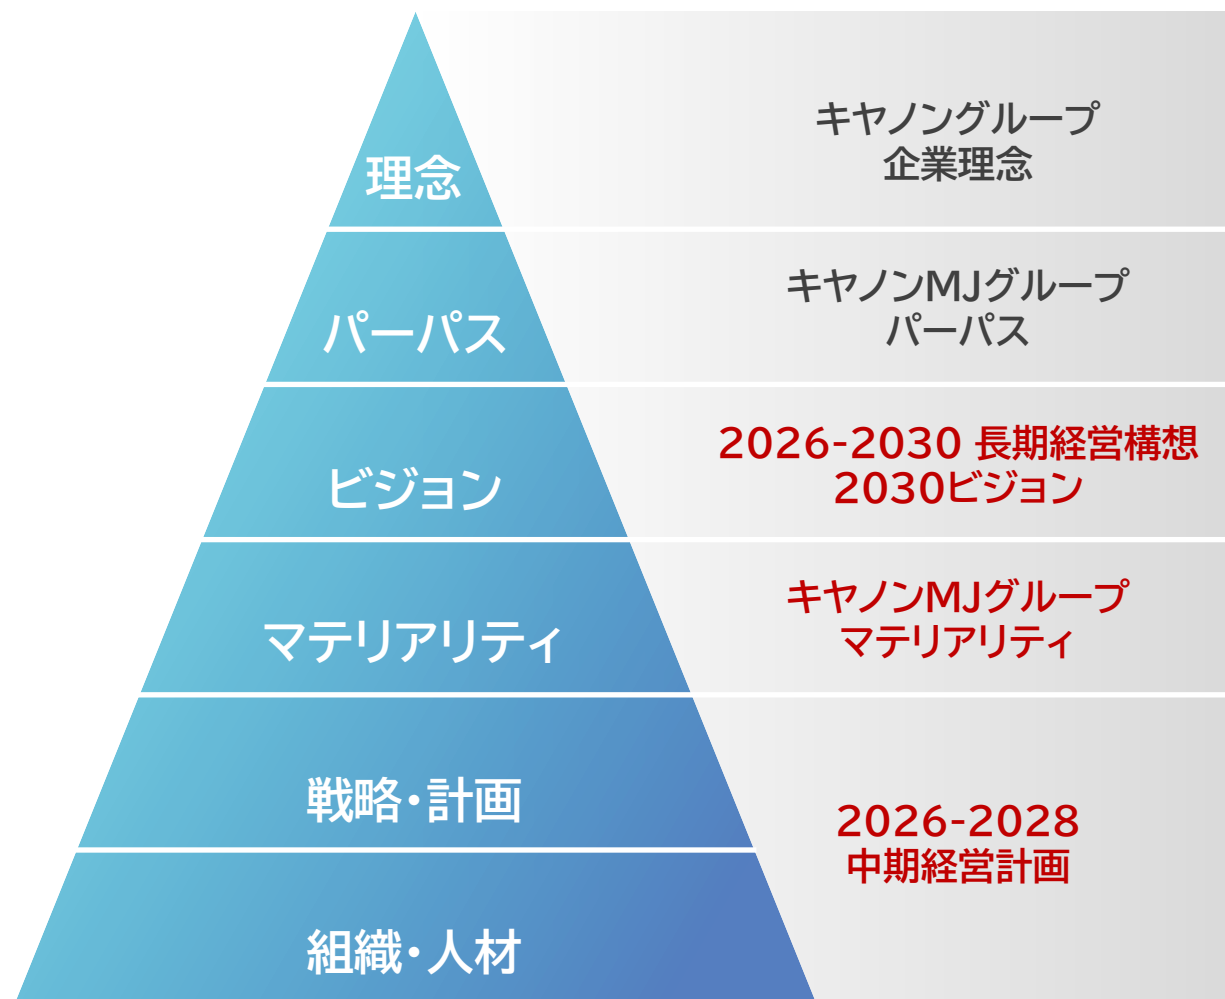 理念
キヤノングループ
企業理念
パーパス
キヤノンMJグループ
パーパス
ビジョン
2026-2030 長期経営構想
2030ビジョン
マテリアリティ
キヤノンMJグループ
マテリアリティ
戦略・計画
2026-2028
中期経営計画
組織・人材